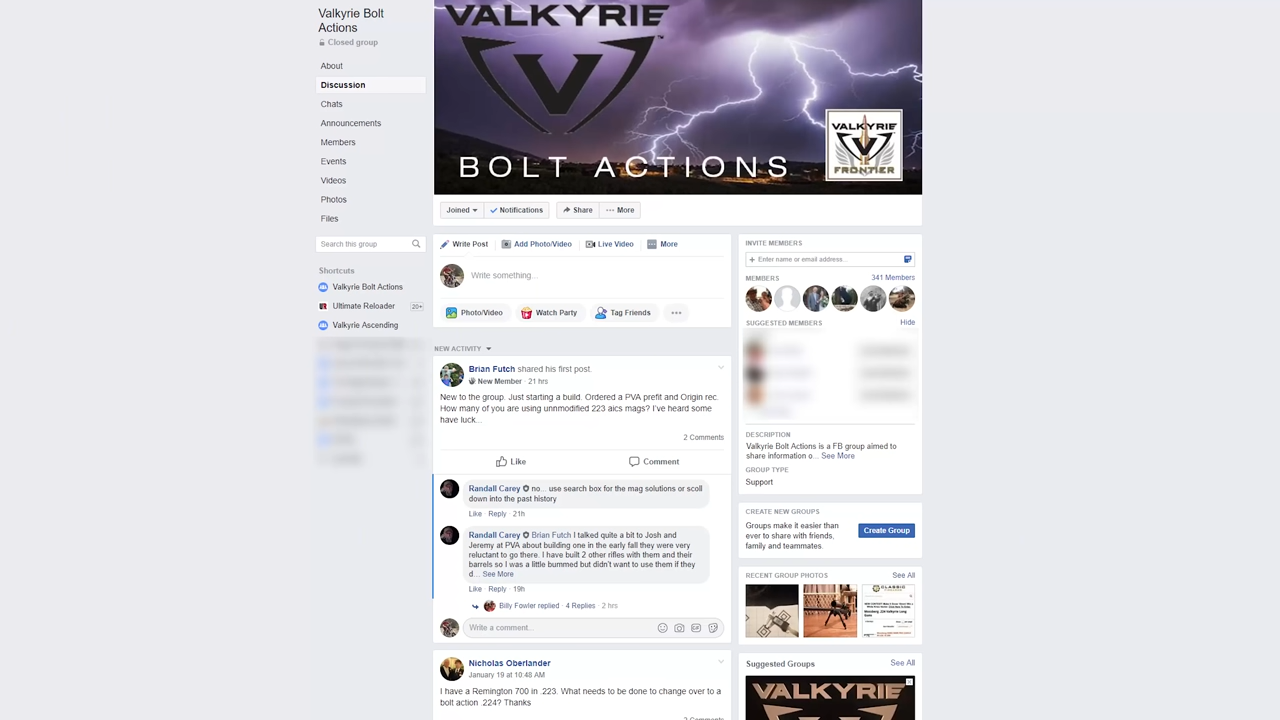 Valkyrie Bolt
Actions
Closed group
About
Discussion
Chats
Announcements
Members
Events
Videos
Photos
Files
Search this group
Shortcuts
Valkyrie Bolt Actions
Ultimate Reloader 20+
Valkyrie Ascending
VALKYRIE
TM
BOLT ACTIONS
VALKYRIE
FRONTIER
Joined
Notifications
Share
More
Write Post
Add Photo/Video
Live Video
More
Write something...
Photo/Video
Watch Party
Tag Friends
NEW ACTIVITY
Brian Futch shared his first post.
New Member · 21 hrs
New to the group. Just starting a build. Ordered a PVA prefit and Origin rec.
How many of you are using unnmodified 223 aics mags? I've heard some
have luck...
2 Comments
Like
Comment
Randall Carey no... use search box for the mag solutions or scoll
down into the past history
Like · Reply · 21h
Randall Carey Brian Futch I talked quite a bit to Josh and
Jeremy at PVA about building one in the early fall they were very
reluctant to go there. I have built 2 other rifles with them and their
barrels so I was a little bummed but didn't want to use them if they
d... See More
Like · Reply · 19h
Billy Fowler replied · 4 Replies · 2 hrs
Write a comment...
GIF
Nicholas Oberlander
January 19 at 10:48 AM
I have a Remington 700 in .223. What needs to be done to change over to a
bolt action .224? Thanks
2 Comments
INVITE MEMBERS
+ Enter name or email address...
MEMBERS
341 Members
SUGGESTED MEMBERS
Hide
DESCRIPTION
Valkyrie Bolt Actions is a FB group aimed to
share information o... See More
GROUP TYPE
Support
CREATE NEW GROUPS
Groups make it easier than
ever to share with friends,
family and teammates.
Create Group
RECENT GROUP PHOTOS
See All
CLASSIC
Suggested Groups
See All
VALKYRIE